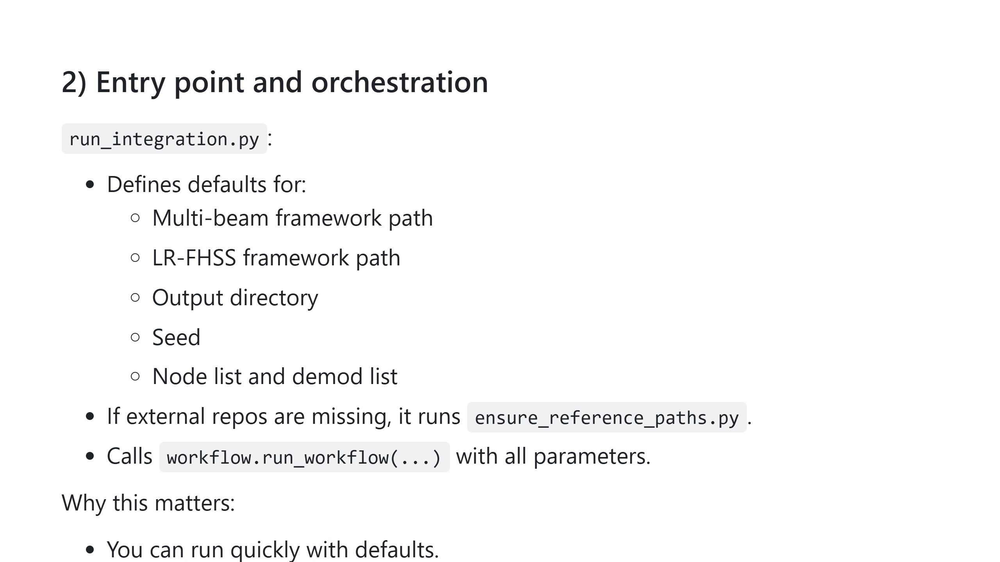 2) Entry point and orchestration
run_integration.py:
• Defines defaults for:
○ Multi-beam framework path
○ LR-FHSS framework path
○ Output directory
○ Seed
○ Node list and demod list
• If external repos are missing, it runs ensure_reference_paths.py.
• Calls workflow.run_workflow(...) with all parameters.
Why this matters:
• You can run quickly with defaults.